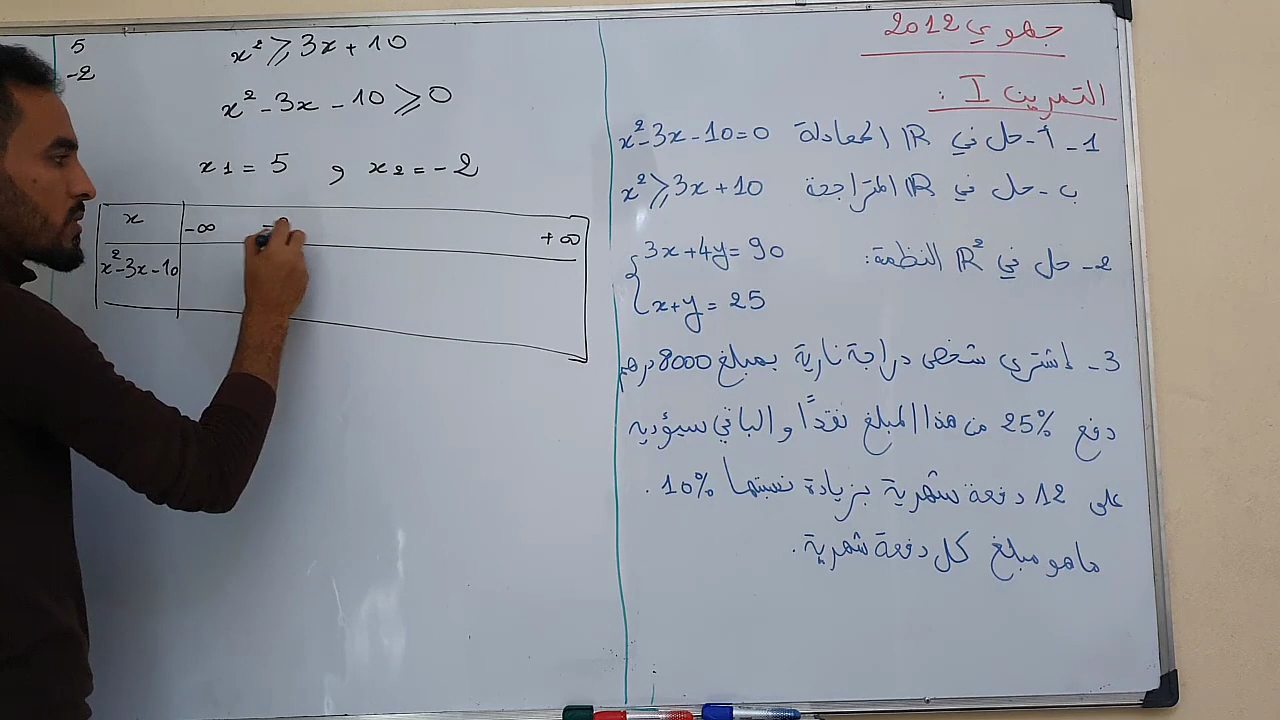 جهوي 2012
التمرين I :
1 - أ - حل في IR المعادلة x²-3x-10=0
ب - حل في IR المتراجحة x²⩾3x+10
2 - حل في IR² النظمة:
{ 3x+4y=90
x+y=25
3 - اشترى شخص دراجة نارية بمبلغ 8000 درهم
دفع 25% من هذا المبلغ نقدًا و الباقي سيؤديه
على 12 دفعة شهرية بزيادة نسبتها 10% .
ماهو مبلغ كل دفعة شهرية.
5
-2
x² ⩾ 3x + 10
x² - 3x - 10 ⩾ 0
x1 = 5 , x2 = -2
x -∞ +∞
x²-3x-10